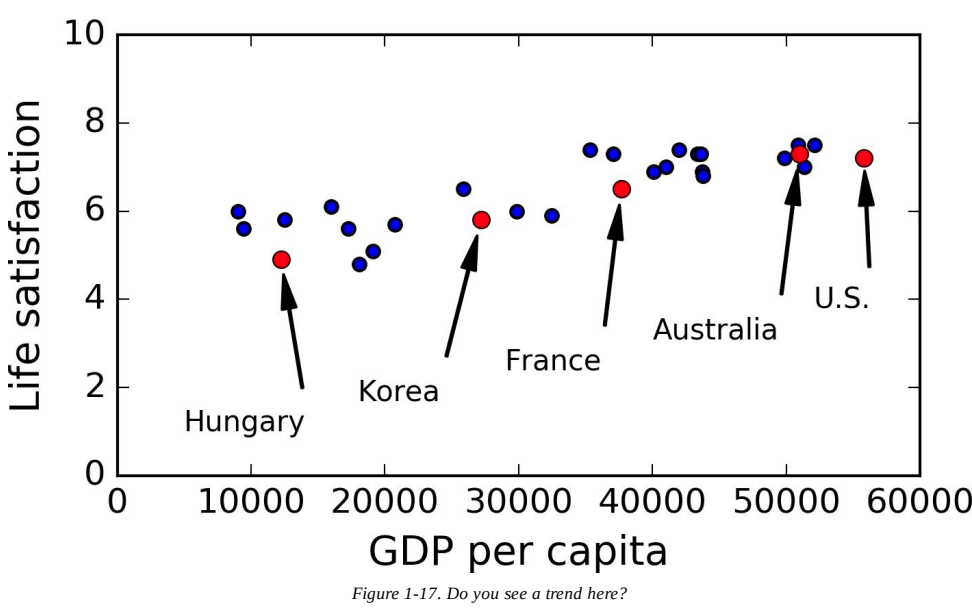 10
8
6
4
2
0
Life satisfaction
U.S.
Australia
France
Korea
Hungary
0 10000 20000 30000 40000 50000 60000
GDP per capita
Figure 1-17. Do you see a trend here?